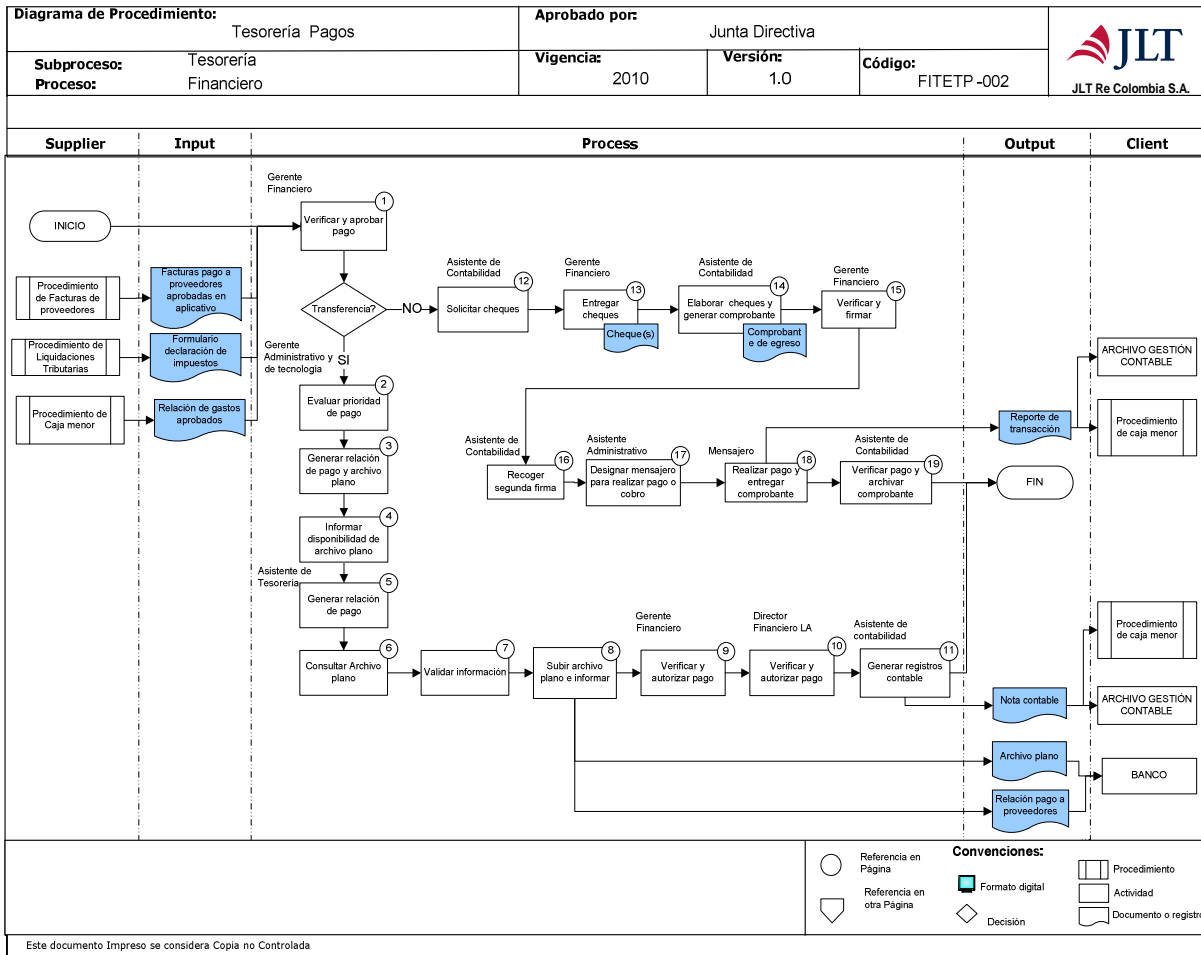 Diagrama de Procedimiento:
Tesorería Pagos
Aprobado por:
Junta Directiva
Subproceso:
Tesorería
Proceso:
Financiero
Vigencia:
2010
Versión:
1.0
Código:
FITETP -002
JLT
JLT Re Colombia S.A.
Supplier
Input
Process
Output
Client
INICIO
Procedimiento
de Facturas de
proveedores
Procedimiento de
Liquidaciones
Tributarias
Procedimiento de
Caja menor
Facturas pago a
proveedores
aprobadas en
aplicativo
Formulario
declaración de
impuestos
Relación de gastos
aprobados
Gerente
Financiero
1
Verificar y aprobar
pago
Transferencia?
NO
SI
Asistente de
Contabilidad
12
Solicitar cheques
Gerente
Financiero
13
Entregar
cheques
Cheque(s)
Asistente de
Contabilidad
14
Elaborar cheques y
generar comprobante
Comprobant
e de egreso
Gerente
Financiero
15
Verificar y
firmar
Gerente
Administrativo y
de tecnología
2
Evaluar prioridad
de pago
3
Generar relación
de pago y archivo
plano
4
Informar
disponibilidad de
archivo plano
Asistente de
Tesorería
5
Generar relación
de pago
6
Consultar Archivo
plano
Asistente de
Contabilidad
16
Recoger
segunda firma
Asistente
Administrativo
17
Designar mensajero
para realizar pago o
cobro
Mensajero
18
Realizar pago y
entregar
comprobante
Asistente de
Contabilidad
19
Verificar pago y
archivar
comprobante
Reporte de
transacción
ARCHIVO GESTIÓN
CONTABLE
Procedimiento
de caja menor
FIN
7
Validar información
8
Subir archivo
plano e informar
Gerente
Financiero
9
Verificar y
autorizar pago
Director
Financiero LA
10
Verificar y
autorizar pago
Asistente de
contabilidad
11
Generar registros
contable
Nota contable
Archivo plano
Relación pago a
proveedores
Procedimiento
de caja menor
ARCHIVO GESTIÓN
CONTABLE
BANCO
Convenciones:
Referencia en
Página
Referencia en
otra Página
Formato digital
Decisión
Procedimiento
Actividad
Documento o registro
Este documento Impreso se considera Copia no Controlada